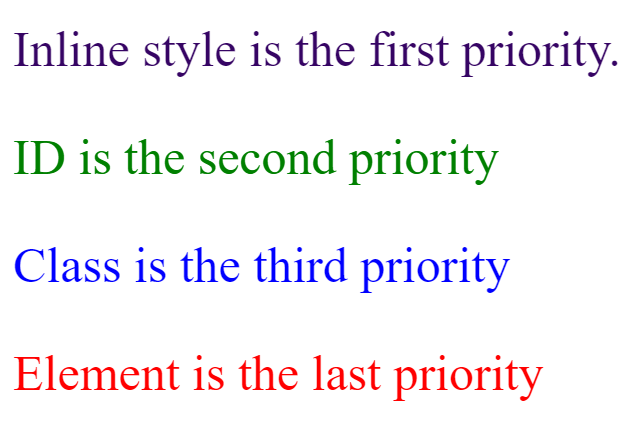 Inline style is the first priority.
ID is the second priority
Class is the third priority
Element is the last priority